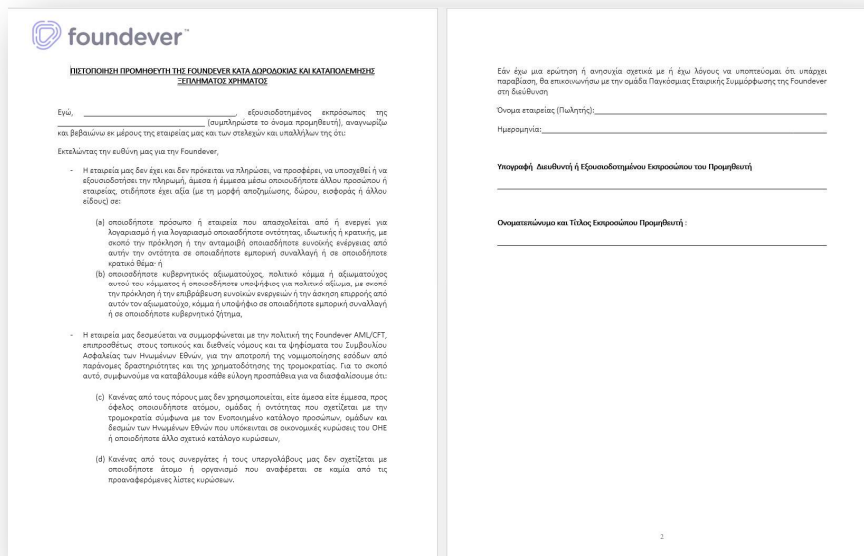 foundever™
ΠΙΣΤΟΠΟΙΗΣΗ ΠΡΟΜΗΘΕΥΤΗ ΤΗΣ FOUNDEVER ΚΑΤΑ ΔΩΡΟΔΟΚΙΑΣ ΚΑΙ ΚΑΤΑΠΟΛΕΜΗΣΗΣ
ΞΕΠΛΗΜΑΤΟΣ ΧΡΗΜΑΤΟΣ
Εγώ, ______________________, εξουσιοδοτημένος εκπρόσωπος της
______________________ (συμπληρώστε το όνομα προμηθευτή), αναγνωρίζω
και βεβαιώνω εκ μέρους της εταιρείας μας και των στελεχών και υπαλλήλων της ότι:
Εκτελώντας την ευθύνη μας για την Foundever,
- Η εταιρεία μας δεν έχει και δεν πρόκειται να πληρώσει, να προσφέρει, να υποσχεθεί ή να
εξουσιοδοτήσει την πληρωμή, άμεσα ή έμμεσα μέσω οποιουδήποτε άλλου προσώπου ή
εταιρείας, οτιδήποτε έχει αξία (με τη μορφή αποζημίωσης, δώρου, εισφοράς ή άλλου
είδους) σε:
(a) οποιοδήποτε πρόσωπο ή εταιρεία που απασχολείται από ή ενεργεί για
λογαριασμό ή για λογαριασμό οποιασδήποτε οντότητας, ιδιωτικής ή κρατικής, με
σκοπό την πρόκληση ή την ανταμοιβή οποιασδήποτε ευνοϊκής ενέργειας από
αυτήν την οντότητα σε οποιαδήποτε εμπορική συναλλαγή ή σε οποιοδήποτε
κρατικό θέμα· ή
(b) οποιοσδήποτε κυβερνητικός αξιωματούχος, πολιτικό κόμμα ή αξιωματούχος
αυτού του κόμματος ή οποιοσδήποτε υποψήφιος για πολιτικό αξίωμα, με σκοπό
την πρόκληση ή την επιβράβευση ευνοϊκών ενεργειών ή την άσκηση επιρροής από
αυτόν τον αξιωματούχο, κόμμα ή υποψήφιο σε οποιαδήποτε εμπορική συναλλαγή
ή σε οποιοδήποτε κυβερνητικό ζήτημα,
- Η εταιρεία μας δεσμεύεται να συμμορφώνεται με την πολιτική της Foundever AML/CFT,
επιπροσθέτως στους τοπικούς και διεθνείς νόμους και τα ψηφίσματα του Συμβουλίου
Ασφαλείας των Ηνωμένων Εθνών, για την αποτροπή της νομιμοποίησης εσόδων από
παράνομες δραστηριότητες και της χρηματοδότησης της τρομοκρατίας. Για το σκοπό
αυτό, συμφωνούμε να καταβάλουμε κάθε εύλογη προσπάθεια για να διασφαλίσουμε ότι:
(c) Κανένας από τους πόρους μας δεν χρησιμοποιείται, είτε άμεσα είτε έμμεσα, προς
όφελος οποιουδήποτε ατόμου, ομάδας ή οντότητας που σχετίζεται με την
τρομοκρατία σύμφωνα με τον Ενοποιημένο κατάλογο προσώπων, ομάδων και
δεσμών των Ηνωμένων Εθνών που υπόκεινται σε οικονομικές κυρώσεις του ΟΗΕ
ή οποιοδήποτε άλλο σχετικό κατάλογο κυρώσεων,
(d) Κανένας από τους συνεργάτες ή τους υπεργολάβους μας δεν σχετίζεται με
οποιοδήποτε άτομο ή οργανισμό που αναφέρεται σε καμία από τις
προαναφερόμενες λίστες κυρώσεων.
Εάν έχω μια ερώτηση ή ανησυχία σχετικά με ή έχω λόγους να υποπτεύομαι ότι υπάρχει
παραβίαση, θα επικοινωνήσω με την ομάδα Παγκόσμιας Εταιρικής Συμμόρφωσης της Foundever
στη διεύθυνση
Όνομα εταιρείας (Πωλητής):______________________
Ημερομηνία:______________________
Υπογραφή Διευθυντή ή Εξουσιοδοτημένου Εκπροσώπου του Προμηθευτή
Ονοματεπώνυμο και Τίτλος Εκπροσώπου Προμηθευτή :
2